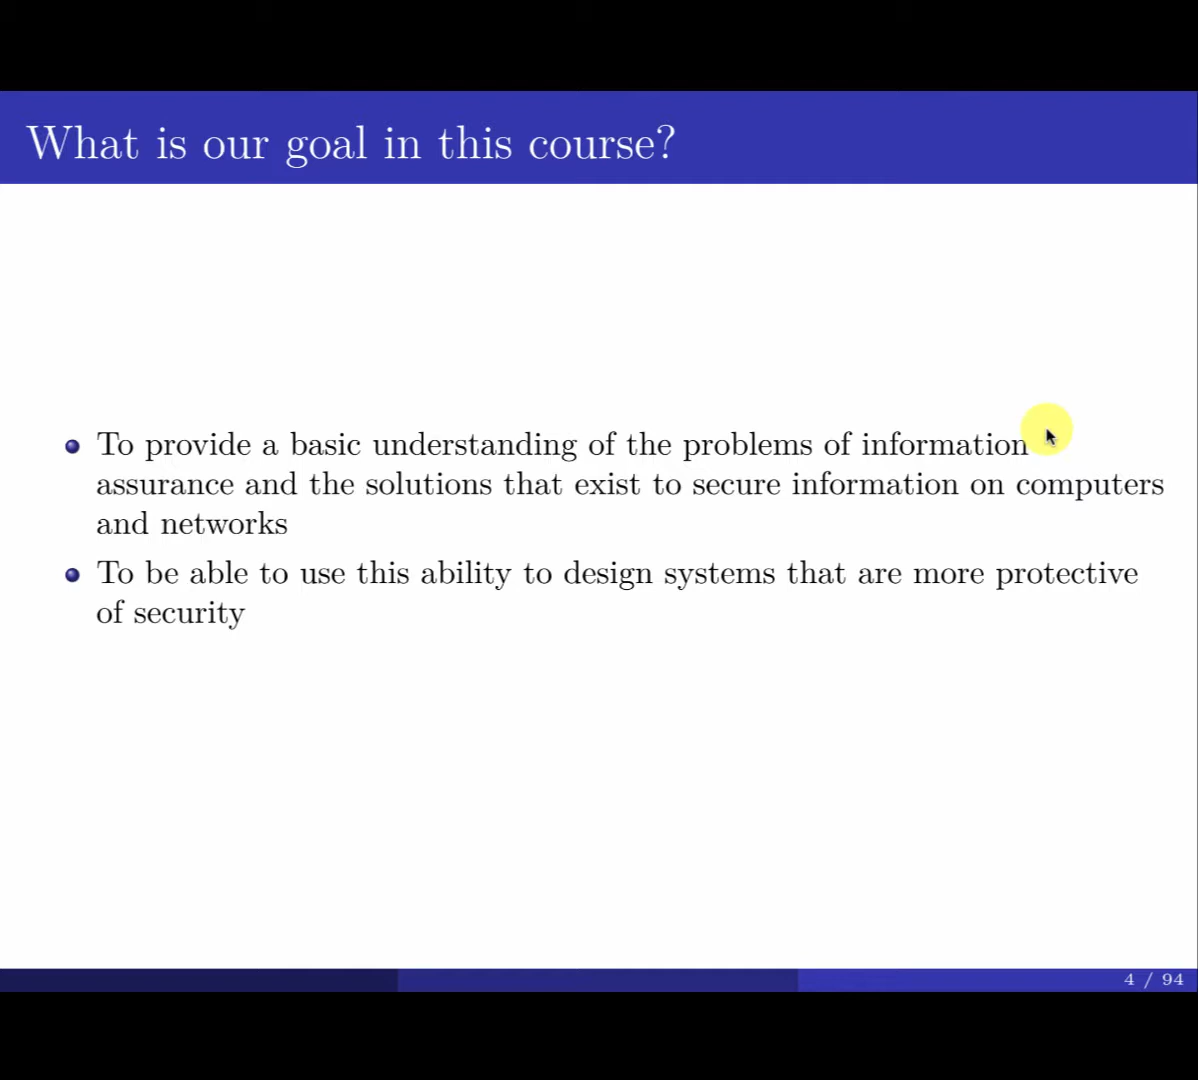 What is our goal in this course?
To provide a basic understanding of the problems of information
assurance and the solutions that exist to secure information on computers
and networks
To be able to use this ability to design systems that are more protective
of security
4 / 94